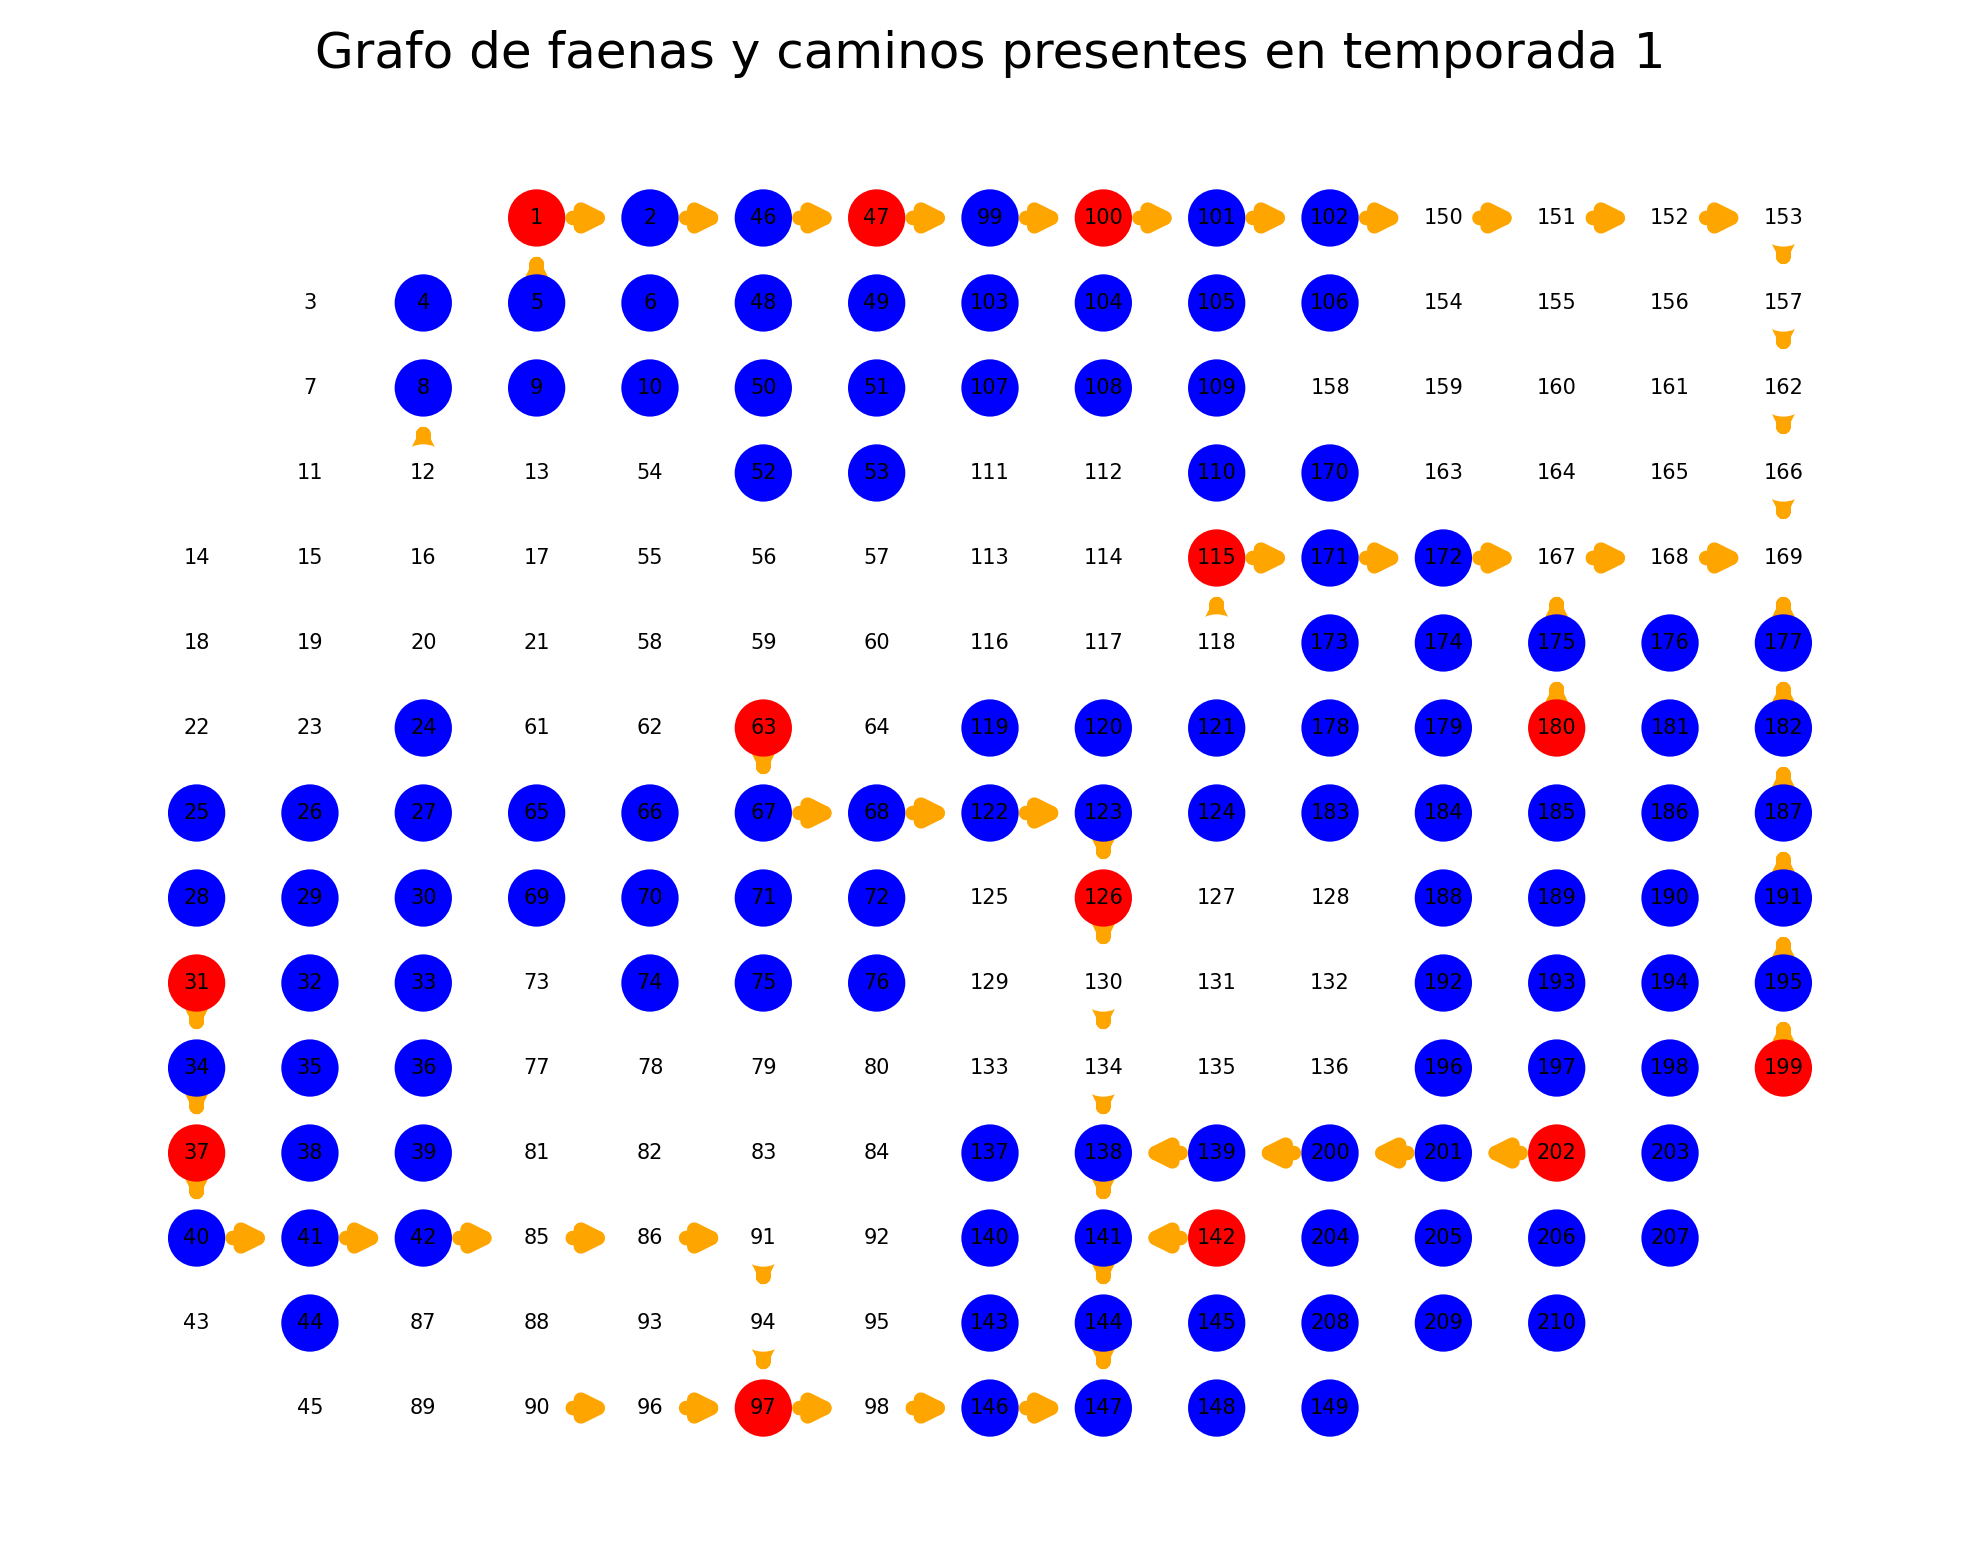 Grafo de faenas y caminos presentes en temporada 1
1 2 46 47 99 100 101 102 150 151 152 153
3 4 5 6 48 49 103 104 105 106 154 155 156 157
7 8 9 10 50 51 107 108 109 158 159 160 161 162
11 12 13 54 52 53 111 112 110 170 163 164 165 166
14 15 16 17 55 56 57 113 114 115 171 172 167 168 169
18 19 20 21 58 59 60 116 117 118 173 174 175 176 177
22 23 24 61 62 63 64 119 120 121 178 179 180 181 182
25 26 27 65 66 67 68 122 123 124 183 184 185 186 187
28 29 30 69 70 71 72 125 126 127 128 188 189 190 191
31 32 33 73 74 75 76 129 130 131 132 192 193 194 195
34 35 36 77 78 79 80 133 134 135 136 196 197 198 199
37 38 39 81 82 83 84 137 138 139 200 201 202 203
40 41 42 85 86 91 92 140 141 142 204 205 206 207
43 44 87 88 93 94 95 143 144 145 208 209 210
45 89 90 96 97 98 146 147 148 149